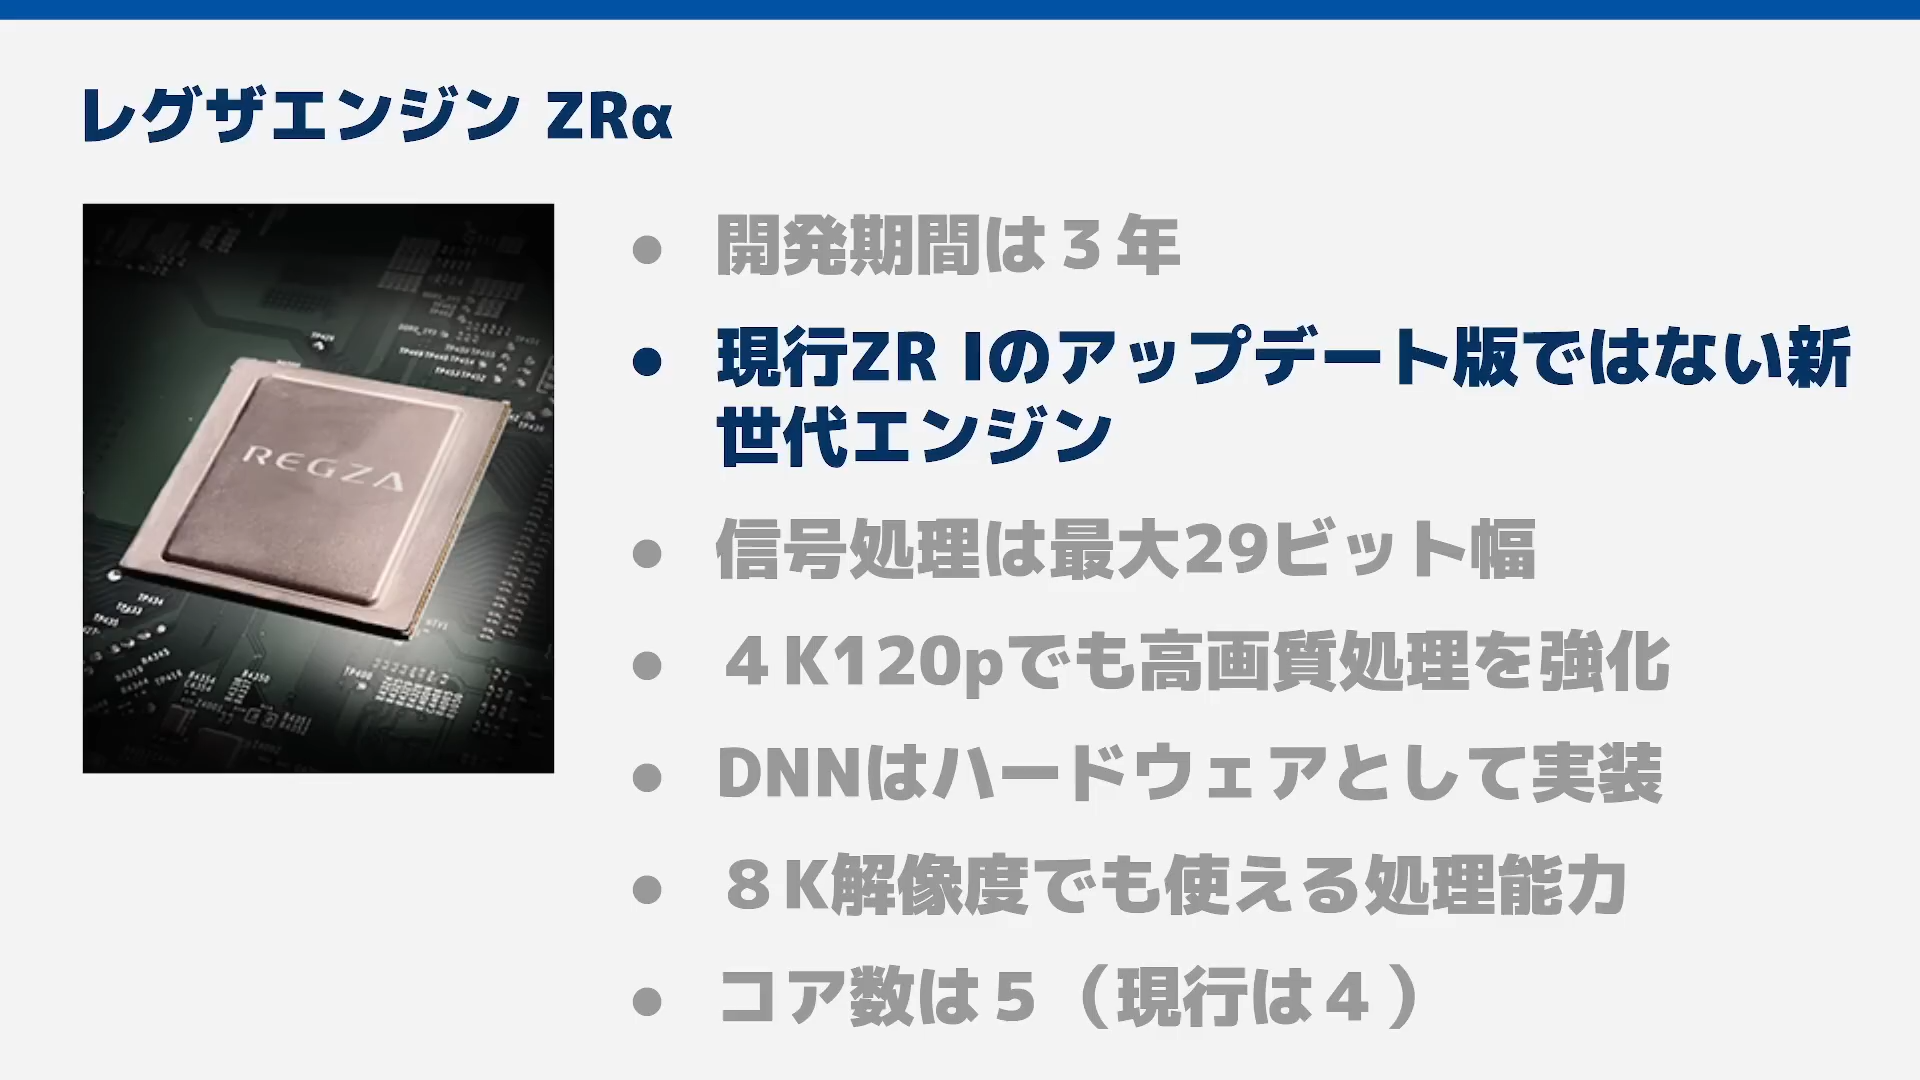 レグザエンジン ZRα
REGZA
● 開発期間は３年
● 現行ZR Iのアップデート版ではない新
世代エンジン
● 信号処理は最大29ビット幅
● ４K120pでも高画質処理を強化
● DNNはハードウェアとして実装
● ８K解像度でも使える処理能力
● コア数は５（現行は４）